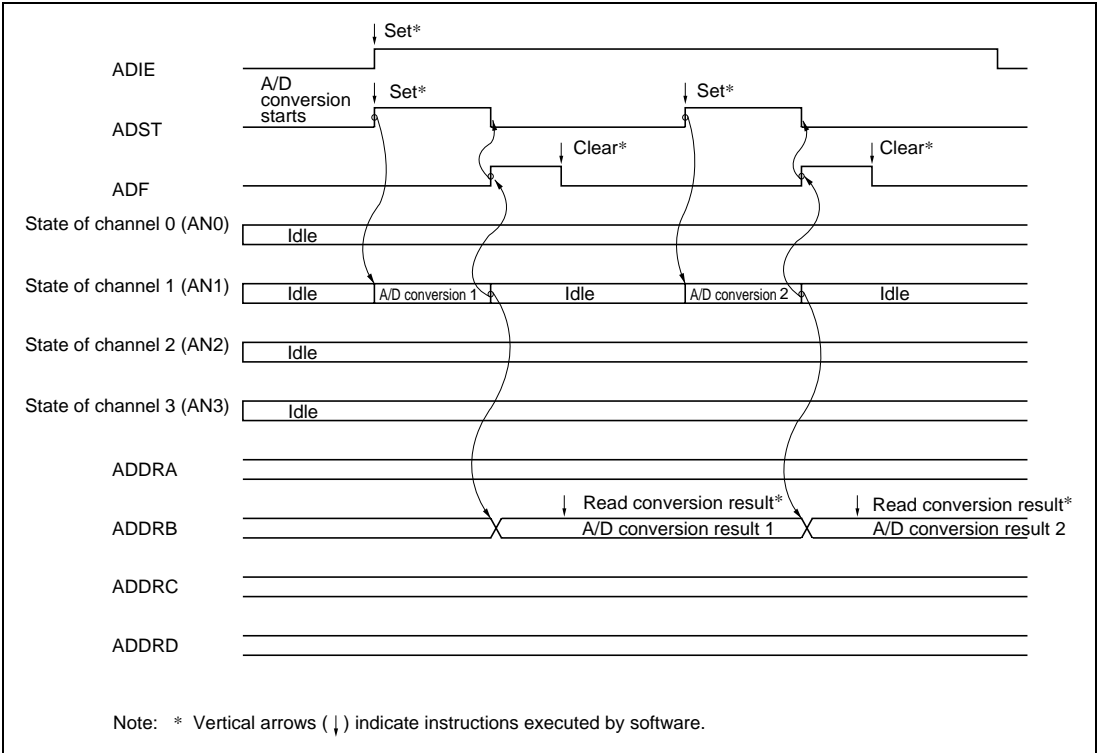 Set*
ADIE
A/D
conversion
starts
Set*
Set*
ADST
Clear*
Clear*
ADF
State of channel 0 (AN0)
Idle
State of channel 1 (AN1)
Idle
A/D conversion 1
Idle
A/D conversion 2
Idle
State of channel 2 (AN2)
Idle
State of channel 3 (AN3)
Idle
ADDRA
Read conversion result*
Read conversion result*
ADDRB
A/D conversion result 1
A/D conversion result 2
ADDRC
ADDRD
Note: * Vertical arrows (↓) indicate instructions executed by software.